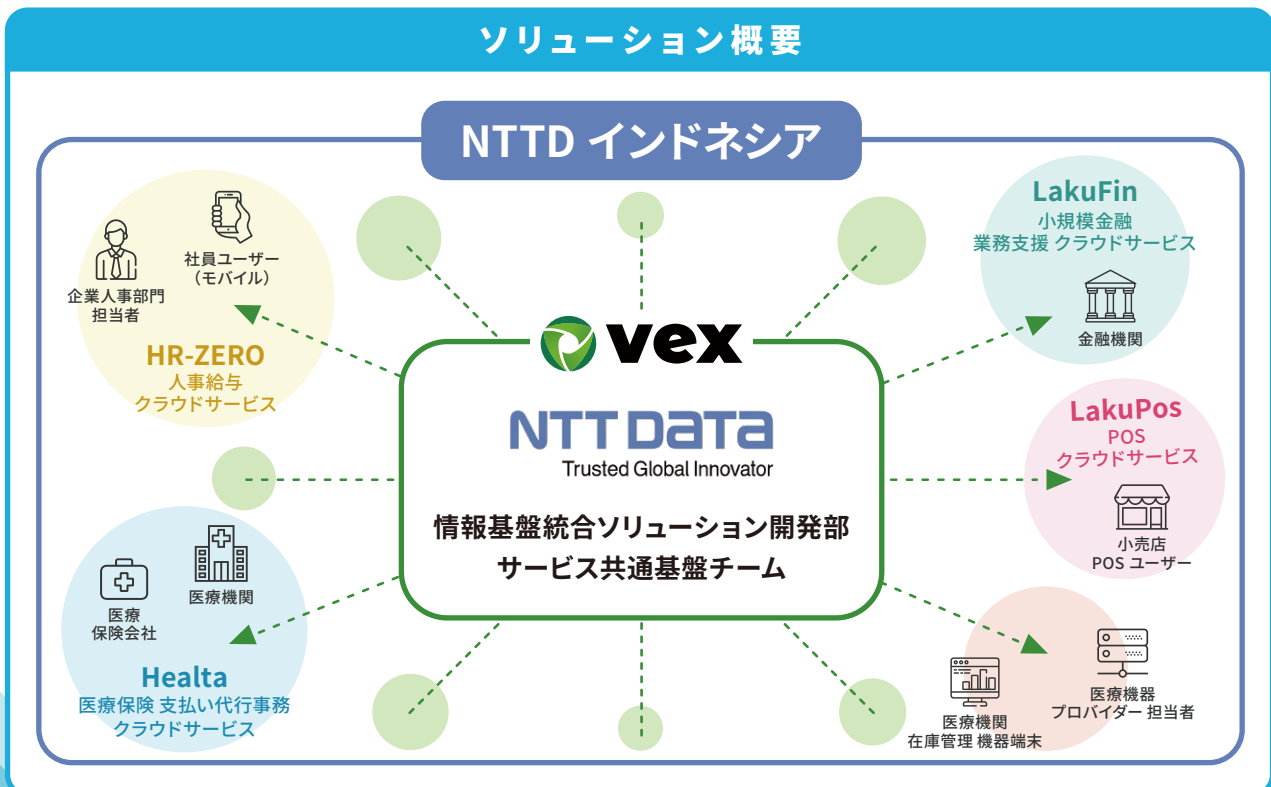 ソリューション概要
NTTD インドネシア
社員ユーザー
（モバイル）
企業人事部門
担当者
HR-ZERO
人事給与
クラウドサービス
LakuFin
小規模金融
業務支援 クラウドサービス
金融機関
vex
NTT DATA
Trusted Global Innovator
情報基盤統合ソリューション開発部
サービス共通基盤チーム
LakuPos
POS
クラウドサービス
小売店
POS ユーザー
医療機関
医療
保険会社
Healta
医療保険 支払い代行事務
クラウドサービス
医療機器
プロバイダー 担当者
医療機関
在庫管理 機器端末